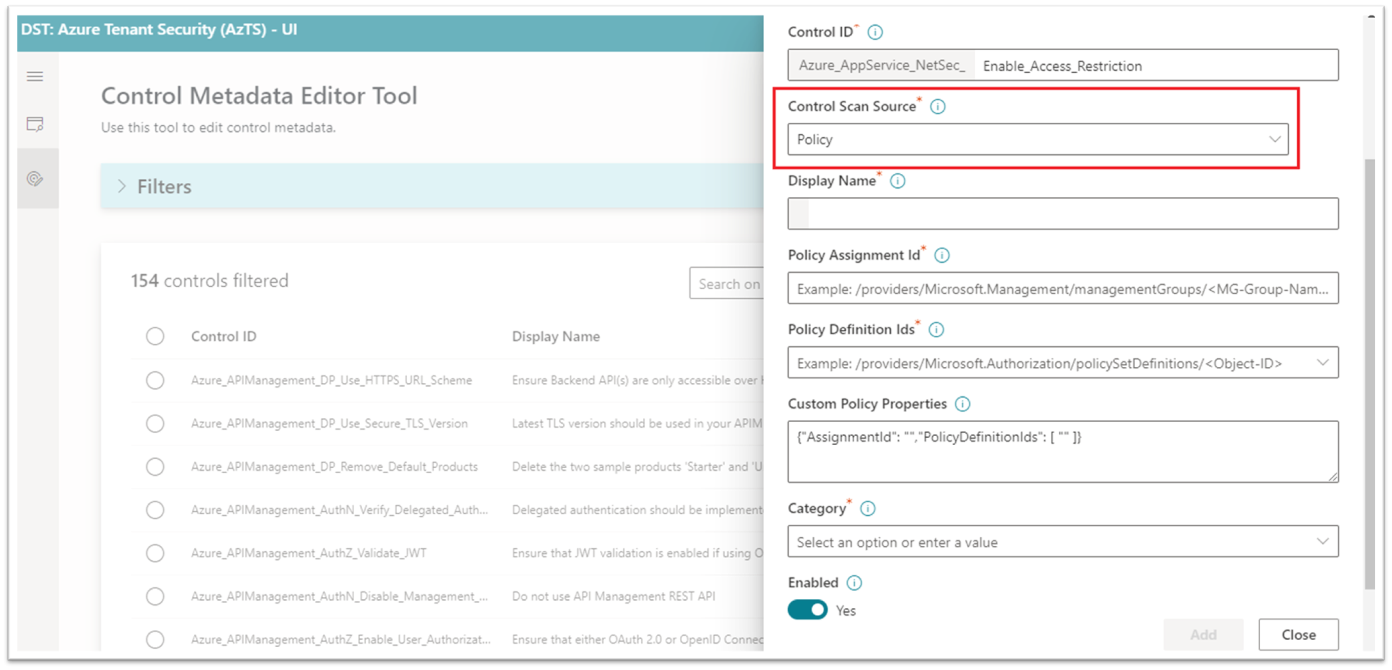 DST: Azure Tenant Security (AzTS) - UI
Control Metadata Editor Tool
Use this tool to edit control metadata.
Filters
154 controls filtered
Search on
Control ID
Display Name
Azure_APIManagement_DP_Use_HTTPS_URL_Scheme
Ensure Backend API(s) are only accessible over
Azure_APIManagement_DP_Use_Secure_TLS_Version
Latest TLS version should be used in your APIM
Azure_APIManagement_DP_Remove_Default_Products
Delete the two sample products 'Starter' and 'U
Azure_APIManagement_AuthN_Verify_Delegated_Auth...
Delegated authentication should be implement
Azure_APIManagement_AuthZ_Validate_JWT
Ensure that JWT validation is enabled if using O
Azure_APIManagement_AuthN_Disable_Management_...
Do not use API Management REST API
Azure_APIManagement_AuthZ_Enable_User_Authorizat...
Ensure that either OAuth 2.0 or OpenID Connec
Control ID*
Azure_AppService_NetSec_ Enable_Access_Restriction
Control Scan Source*
Policy
Display Name*
Policy Assignment Id*
Example: /providers/Microsoft.Management/managementGroups/<MG-Group-Nam...
Policy Definition Ids*
Example: /providers/Microsoft.Authorization/policySetDefinitions/<Object-ID>
Custom Policy Properties
{"AssignmentId": "","PolicyDefinitionIds": [ "" ]}
Category*
Select an option or enter a value
Enabled
Yes
Add
Close